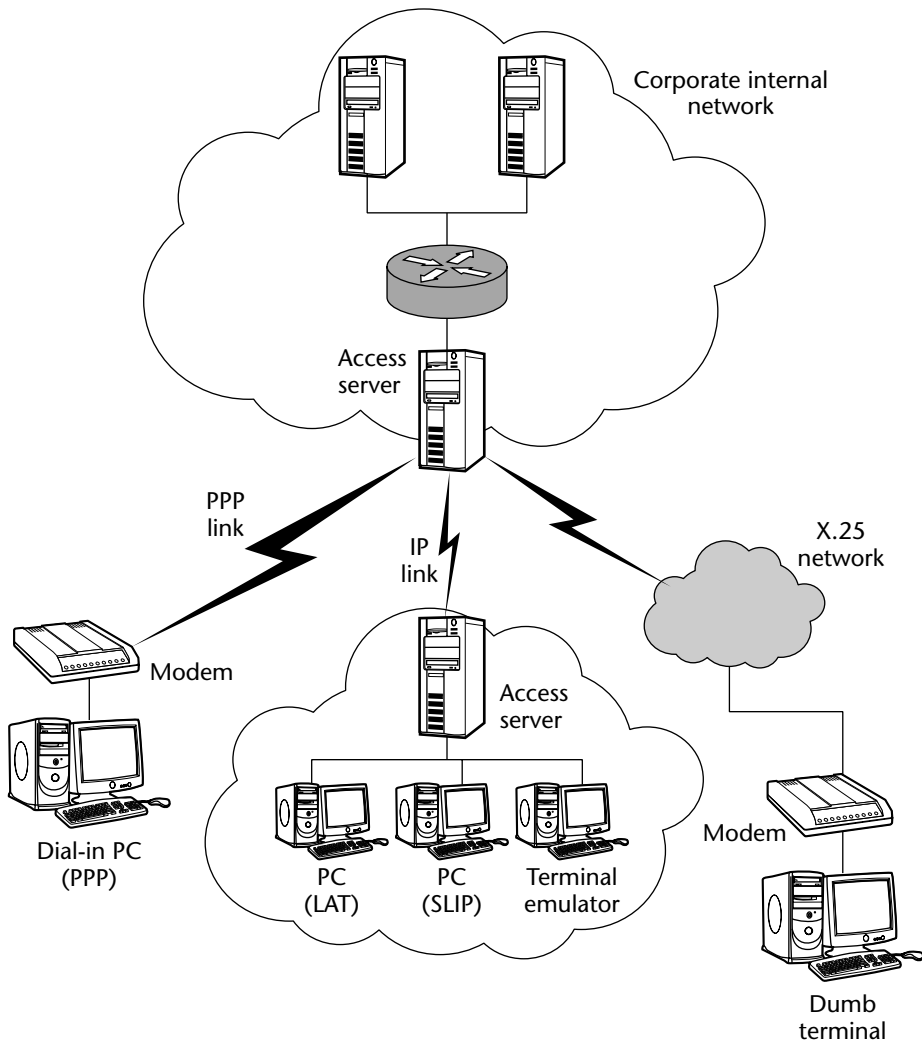 Corporate internal
network
Access
server
PPP
link
IP
link
X.25
network
Modem
Access
server
Dial-in PC
(PPP)
PC
(LAT)
PC
(SLIP)
Terminal
emulator
Modem
Dumb
terminal